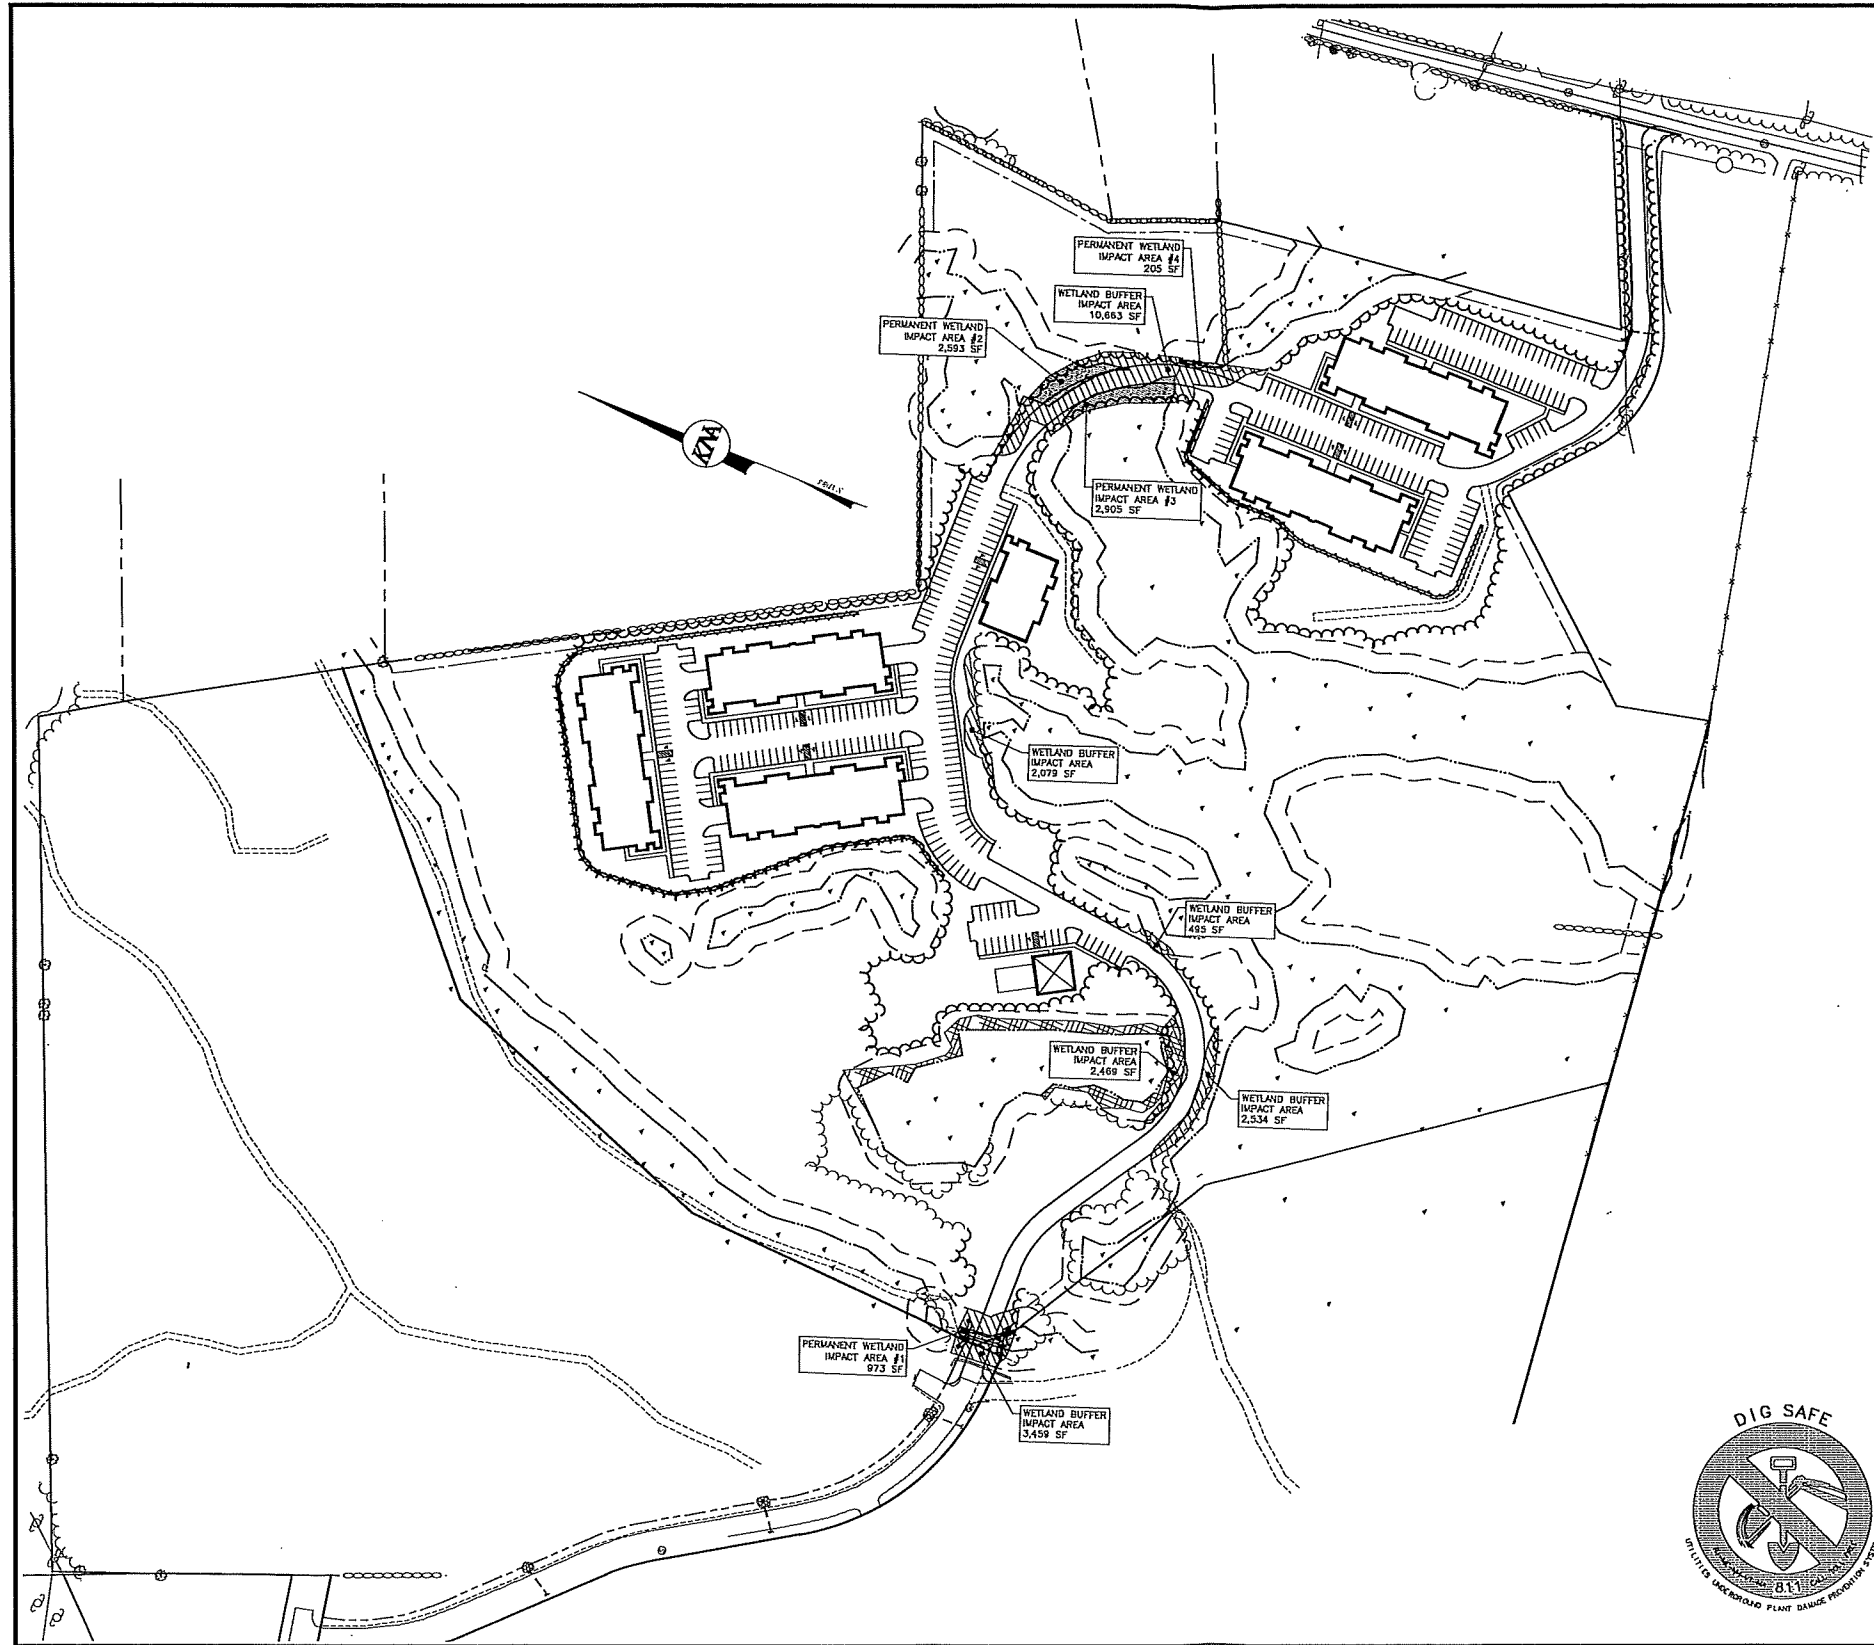 PERMANENT WETLAND
IMPACT AREA #4
205 SF
WETLAND BUFFER
IMPACT AREA
10,663 SF
PERMANENT WETLAND
IMPACT AREA #2
2,593 SF
KNA
PERMANENT WETLAND
IMPACT AREA #3
2,905 SF
WETLAND BUFFER
IMPACT AREA
2,079 SF
WETLAND BUFFER
IMPACT AREA
495 SF
WETLAND BUFFER
IMPACT AREA
2,469 SF
WETLAND BUFFER
IMPACT AREA
2,534 SF
PERMANENT WETLAND
IMPACT AREA #1
973 SF
WETLAND BUFFER
IMPACT AREA
3,459 SF
DIG SAFE
811
UTILITIES UNDERGROUND PLANT DAMAGE PREVENTION SYSTEM